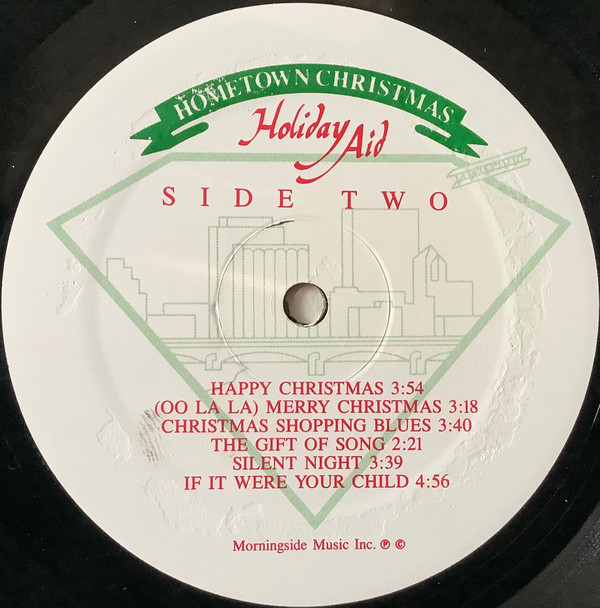 HOMETOWN CHRISTMAS
Holiday Aid
SIDE TWO
HAPPY CHRISTMAS 3:54
(OO LA LA) MERRY CHRISTMAS 3:18
CHRISTMAS SHOPPING BLUES 3:40
THE GIFT OF SONG 2:21
SILENT NIGHT 3:39
IF IT WERE YOUR CHILD 4:56
Morningside Music Inc. ℗ ©